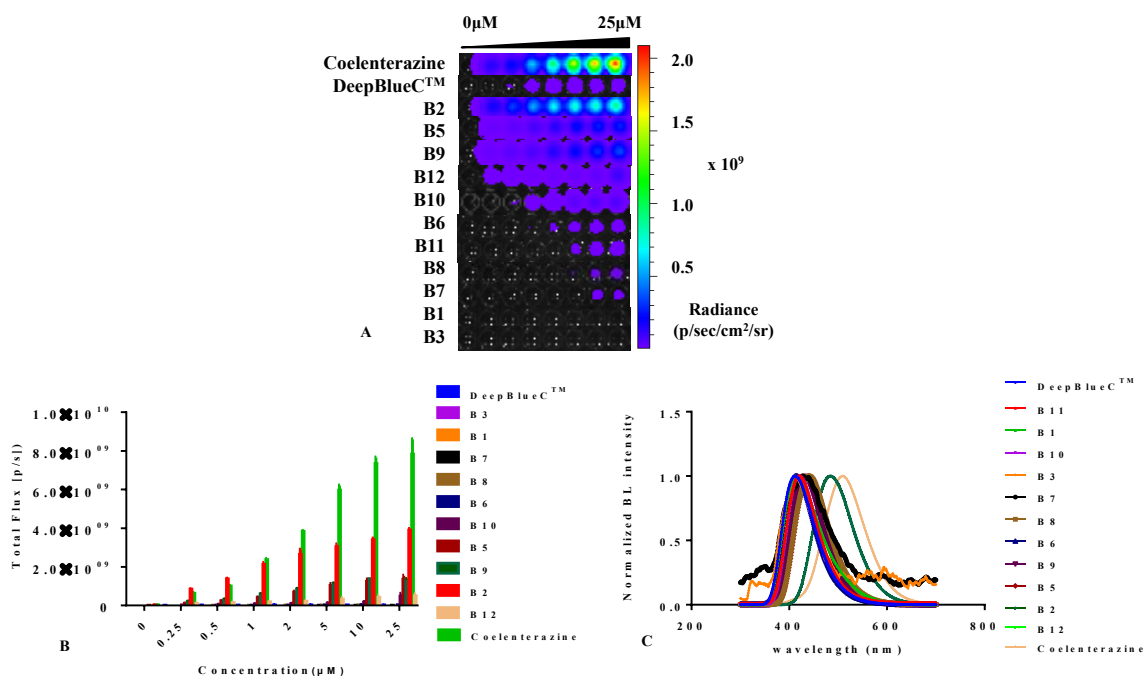 0μM 25μM
Coelenterazine
DeepBlueC™
B2
B5
B9
B12
B10
B6
B11
B8
B7
B1
B3
2.0
1.5
x 10⁹
1.0
0.5
Radiance
(p/sec/cm²/sr)
A
Total Flux [p/s]
1.0✖10¹⁰
8.0✖10⁰⁹
6.0✖10⁰⁹
4.0✖10⁰⁹
2.0✖10⁰⁹
0
0 0.25 0.5 1 2 5 10 25
Concentration(μM)
B
DeepBlueC™
B3
B1
B7
B8
B6
B10
B5
B9
B2
B12
Coelenterazine
Normalized BL intensity
1.5
1.0
0.5
0.0
200 400 600 800
wavelength (nm)
C
DeepBlueC™
B11
B1
B10
B3
B7
B8
B6
B9
B5
B2
B12
Coelenterazine